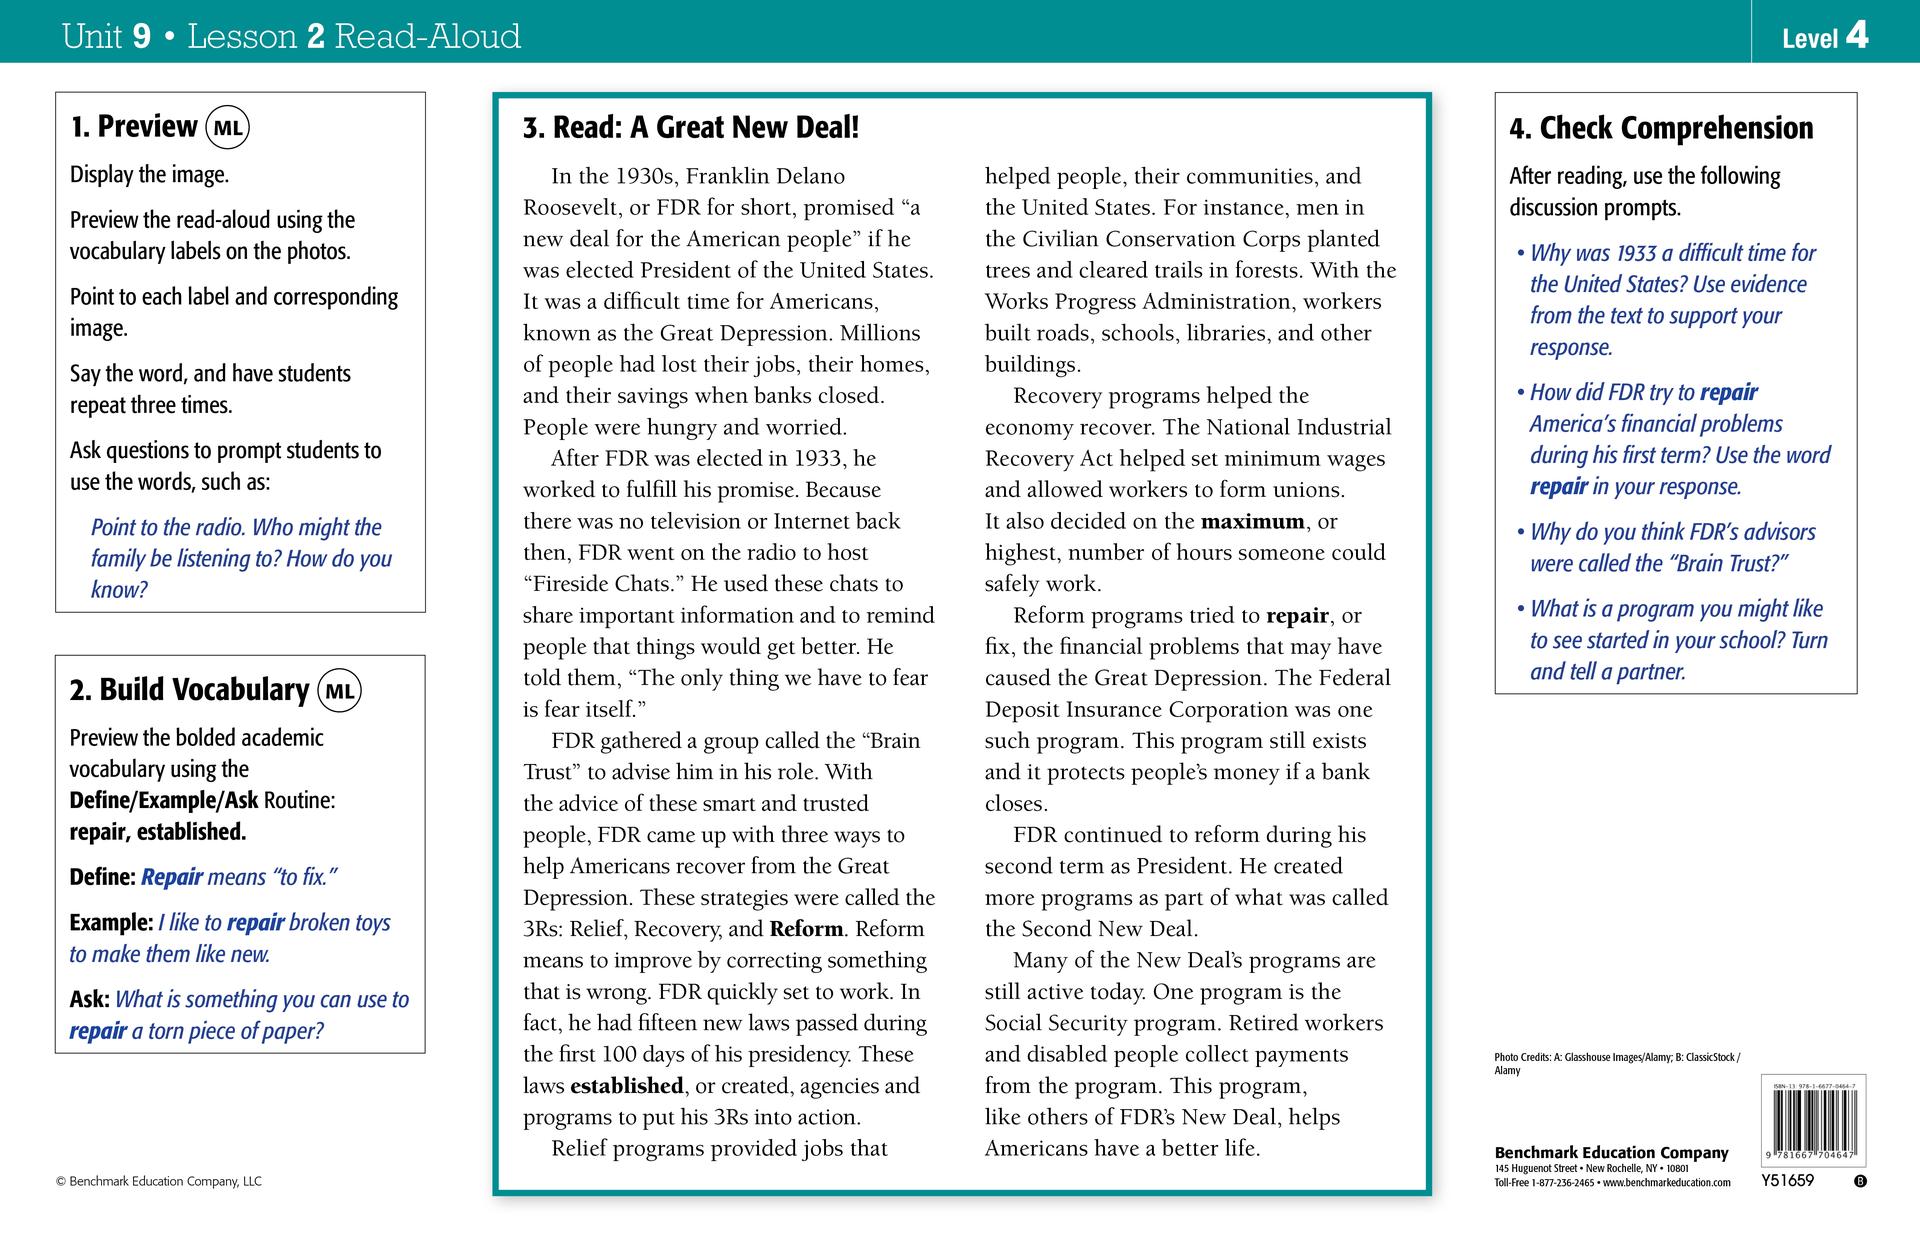 Unit 9 • Lesson 2 Read-Aloud
Level 4
1. Preview ML
Display the image.
Preview the read-aloud using the
vocabulary labels on the photos.
Point to each label and corresponding
image.
Say the word, and have students
repeat three times.
Ask questions to prompt students to
use the words, such as:
Point to the radio. Who might the
family be listening to? How do you
know?
2. Build Vocabulary ML
Preview the bolded academic
vocabulary using the
Define/Example/Ask Routine:
repair, established.
Define: Repair means “to fix.”
Example: I like to repair broken toys
to make them like new.
Ask: What is something you can use to
repair a torn piece of paper?
© Benchmark Education Company, LLC
3. Read: A Great New Deal!
In the 1930s, Franklin Delano
Roosevelt, or FDR for short, promised “a
new deal for the American people” if he
was elected President of the United States.
It was a difficult time for Americans,
known as the Great Depression. Millions
of people had lost their jobs, their homes,
and their savings when banks closed.
People were hungry and worried.
After FDR was elected in 1933, he
worked to fulfill his promise. Because
there was no television or Internet back
then, FDR went on the radio to host
“Fireside Chats.” He used these chats to
share important information and to remind
people that things would get better. He
told them, “The only thing we have to fear
is fear itself.”
FDR gathered a group called the “Brain
Trust” to advise him in his role. With
the advice of these smart and trusted
people, FDR came up with three ways to
help Americans recover from the Great
Depression. These strategies were called the
3Rs: Relief, Recovery, and Reform. Reform
means to improve by correcting something
that is wrong. FDR quickly set to work. In
fact, he had fifteen new laws passed during
the first 100 days of his presidency. These
laws established, or created, agencies and
programs to put his 3Rs into action.
Relief programs provided jobs that
helped people, their communities, and
the United States. For instance, men in
the Civilian Conservation Corps planted
trees and cleared trails in forests. With the
Works Progress Administration, workers
built roads, schools, libraries, and other
buildings.
Recovery programs helped the
economy recover. The National Industrial
Recovery Act helped set minimum wages
and allowed workers to form unions.
It also decided on the maximum, or
highest, number of hours someone could
safely work.
Reform programs tried to repair, or
fix, the financial problems that may have
caused the Great Depression. The Federal
Deposit Insurance Corporation was one
such program. This program still exists
and it protects people’s money if a bank
closes.
FDR continued to reform during his
second term as President. He created
more programs as part of what was called
the Second New Deal.
Many of the New Deal’s programs are
still active today. One program is the
Social Security program. Retired workers
and disabled people collect payments
from the program. This program,
like others of FDR’s New Deal, helps
Americans have a better life.
4. Check Comprehension
After reading, use the following
discussion prompts.
• Why was 1933 a difficult time for
the United States? Use evidence
from the text to support your
response.
• How did FDR try to repair
America’s financial problems
during his first term? Use the word
repair in your response.
• Why do you think FDR’s advisors
were called the “Brain Trust?”
• What is a program you might like
to see started in your school? Turn
and tell a partner.
Photo Credits: A: Glasshouse Images/Alamy; B: ClassicStock /
Alamy
Benchmark Education Company
145 Huguenot Street • New Rochelle, NY • 10801
Toll-Free 1-877-236-2465 • www.benchmarkeducation.com
ISBN-13 978-1-6677-0464-7
9 781667 704647
Y51659
B